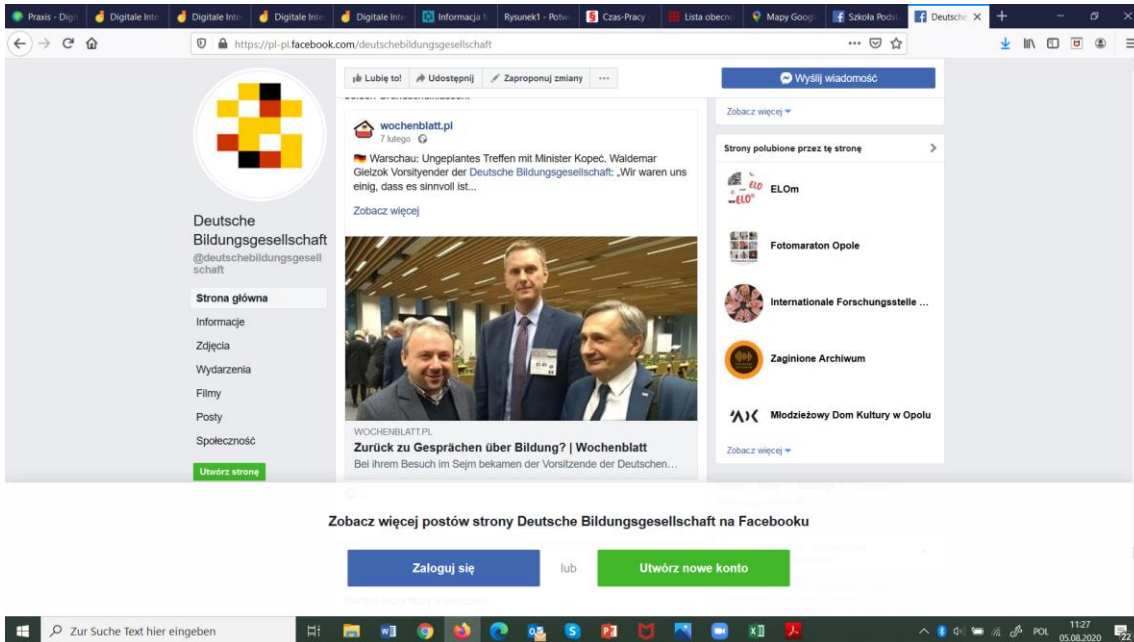 Praxis - Digi
Digitale Inte
Digitale Inte
Digitale Inte
Digitale Inte
Informacja
Rysunek1 - Potw
Czas-Pracy
Lista obecno
Mapy Googl
Szkoła Podst
Deutsche
https://pl-pl.facebook.com/deutschebildungsgesellschaft
Lubię to!
Udostępnij
Zaproponuj zmiany
Wyślij wiadomość
Deutsche
Bildungsgesellschaft
@deutschebildungsgesell
schaft
Strona główna
Informacje
Zdjęcia
Wydarzenia
Filmy
Posty
Społeczność
Utwórz stronę
wochenblatt.pl
7 lutego
Warschau: Ungeplantes Treffen mit Minister Kopeć. Waldemar
Gielzok Vorsityender der Deutsche Bildungsgesellschaft: „Wir waren uns
einig, dass es sinnvoll ist...
Zobacz więcej
WOCHENBLATT.PL
Zurück zu Gesprächen über Bildung? | Wochenblatt
Bei ihrem Besuch im Sejm bekamen der Vorsitzende der Deutschen...
Zobacz więcej
Strony polubione przez tę stronę
ELOm
Fotomaraton Opole
Internationale Forschungsstelle ...
Zaginione Archiwum
Młodzieżowy Dom Kultury w Opolu
Zobacz więcej
Zobacz więcej postów strony Deutsche Bildungsgesellschaft na Facebooku
Zaloguj się
lub
Utwórz nowe konto
Zur Suche Text hier eingeben
POL
11:27
05.08.2020
22